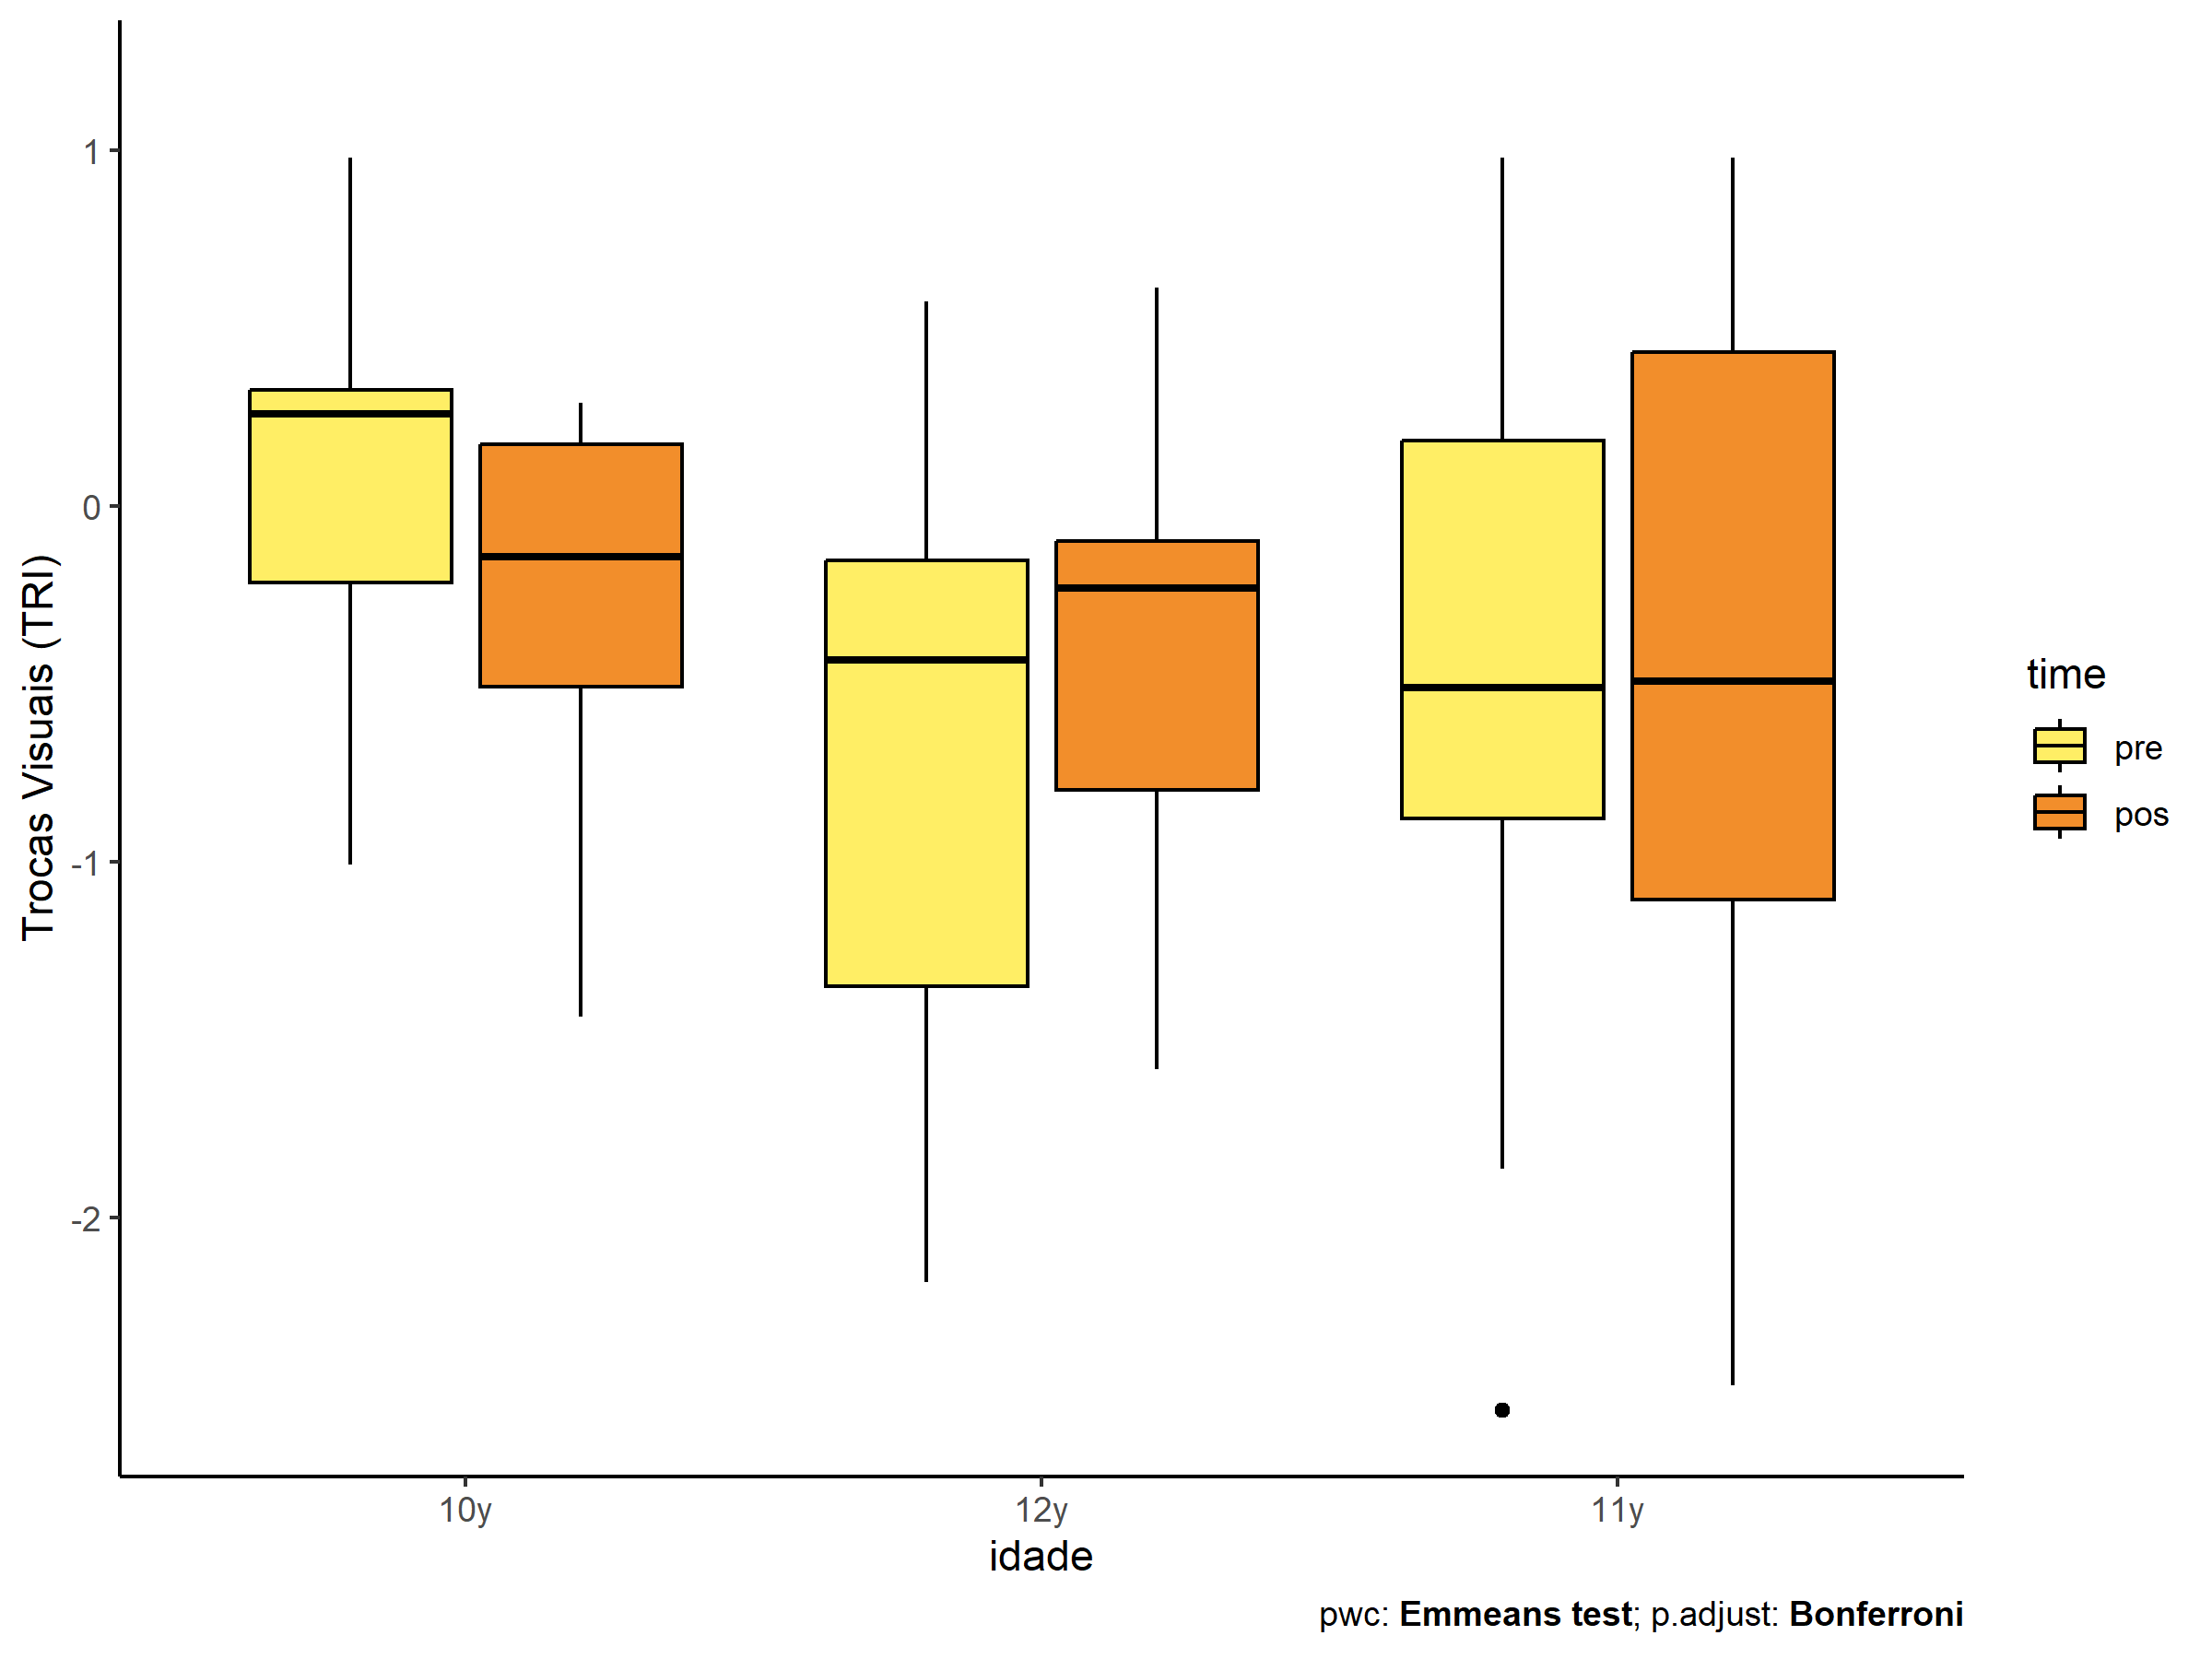 Trocas Visuais (TRI)
1
0
-1
-2
10y
12y
11y
idade
time
pre
pos
pwc: Emmeans test; p.adjust: Bonferroni